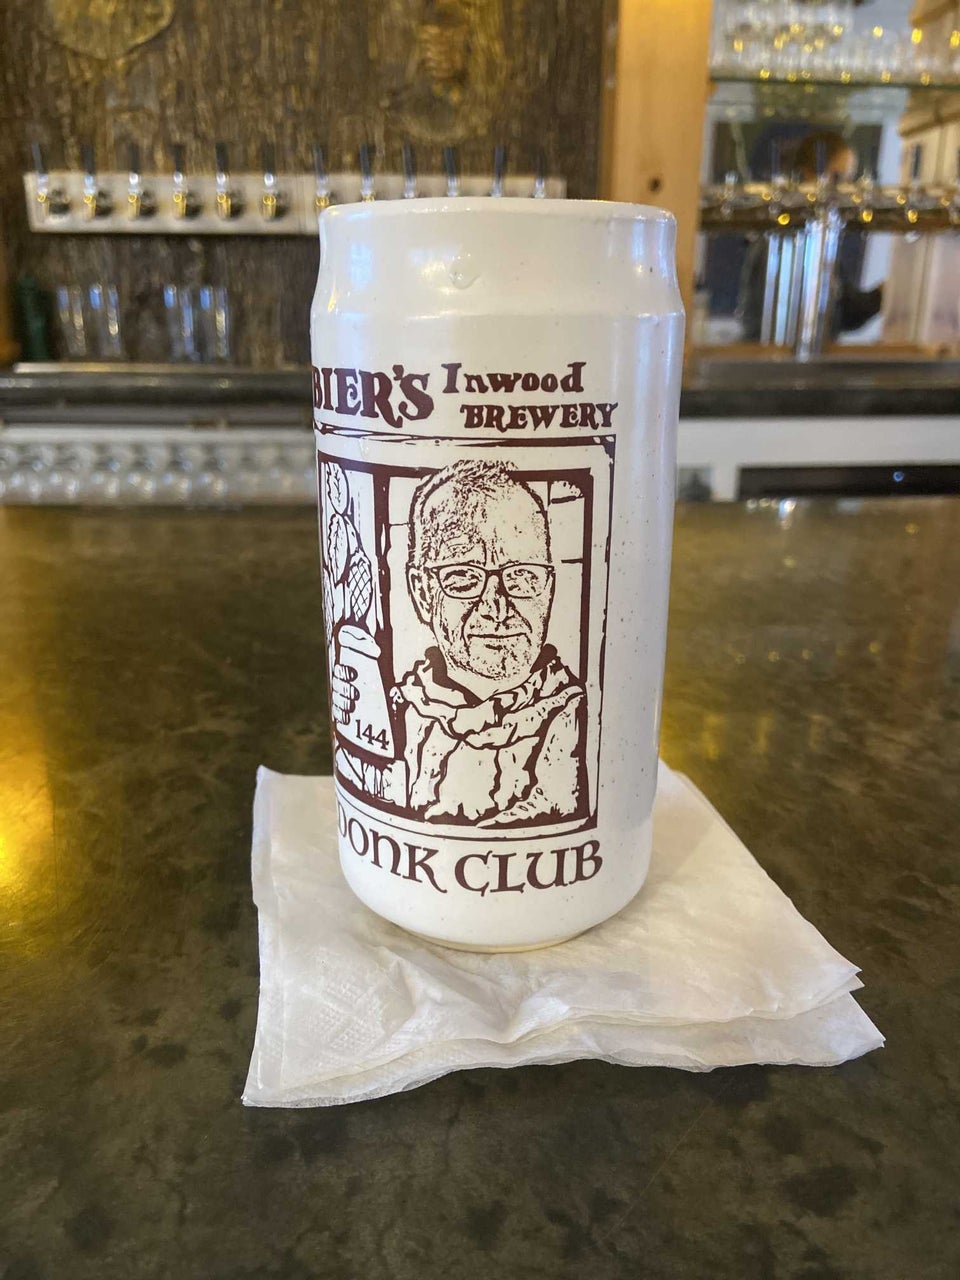 BIER'S Inwood
BREWERY
144
DONK CLUB